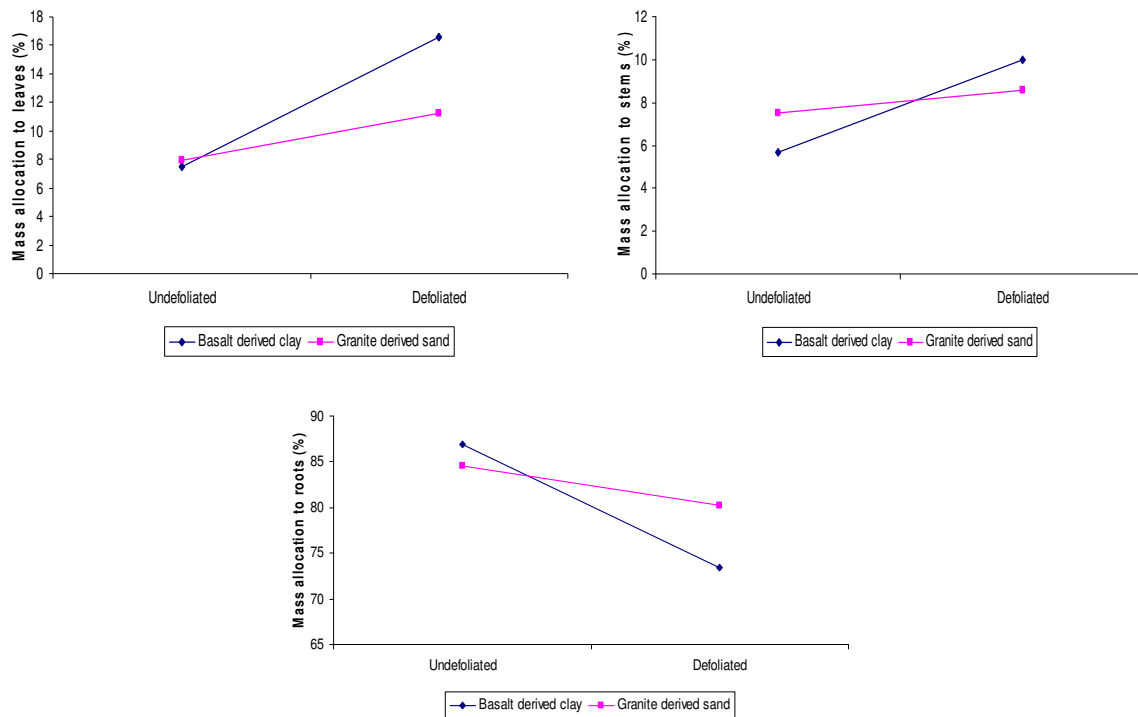 Mass allocation to leaves (%)
18
16
14
12
10
8
6
4
2
0
Undefoliated Defoliated
Basalt derived clay Granite derived sand
Mass allocation to stems (%)
12
10
8
6
4
2
0
Undefoliated Defoliated
Basalt derived clay Granite derived sand
Mass allocation to roots (%)
90
85
80
75
70
65
Undefoliated Defoliated
Basalt derived clay Granite derived sand